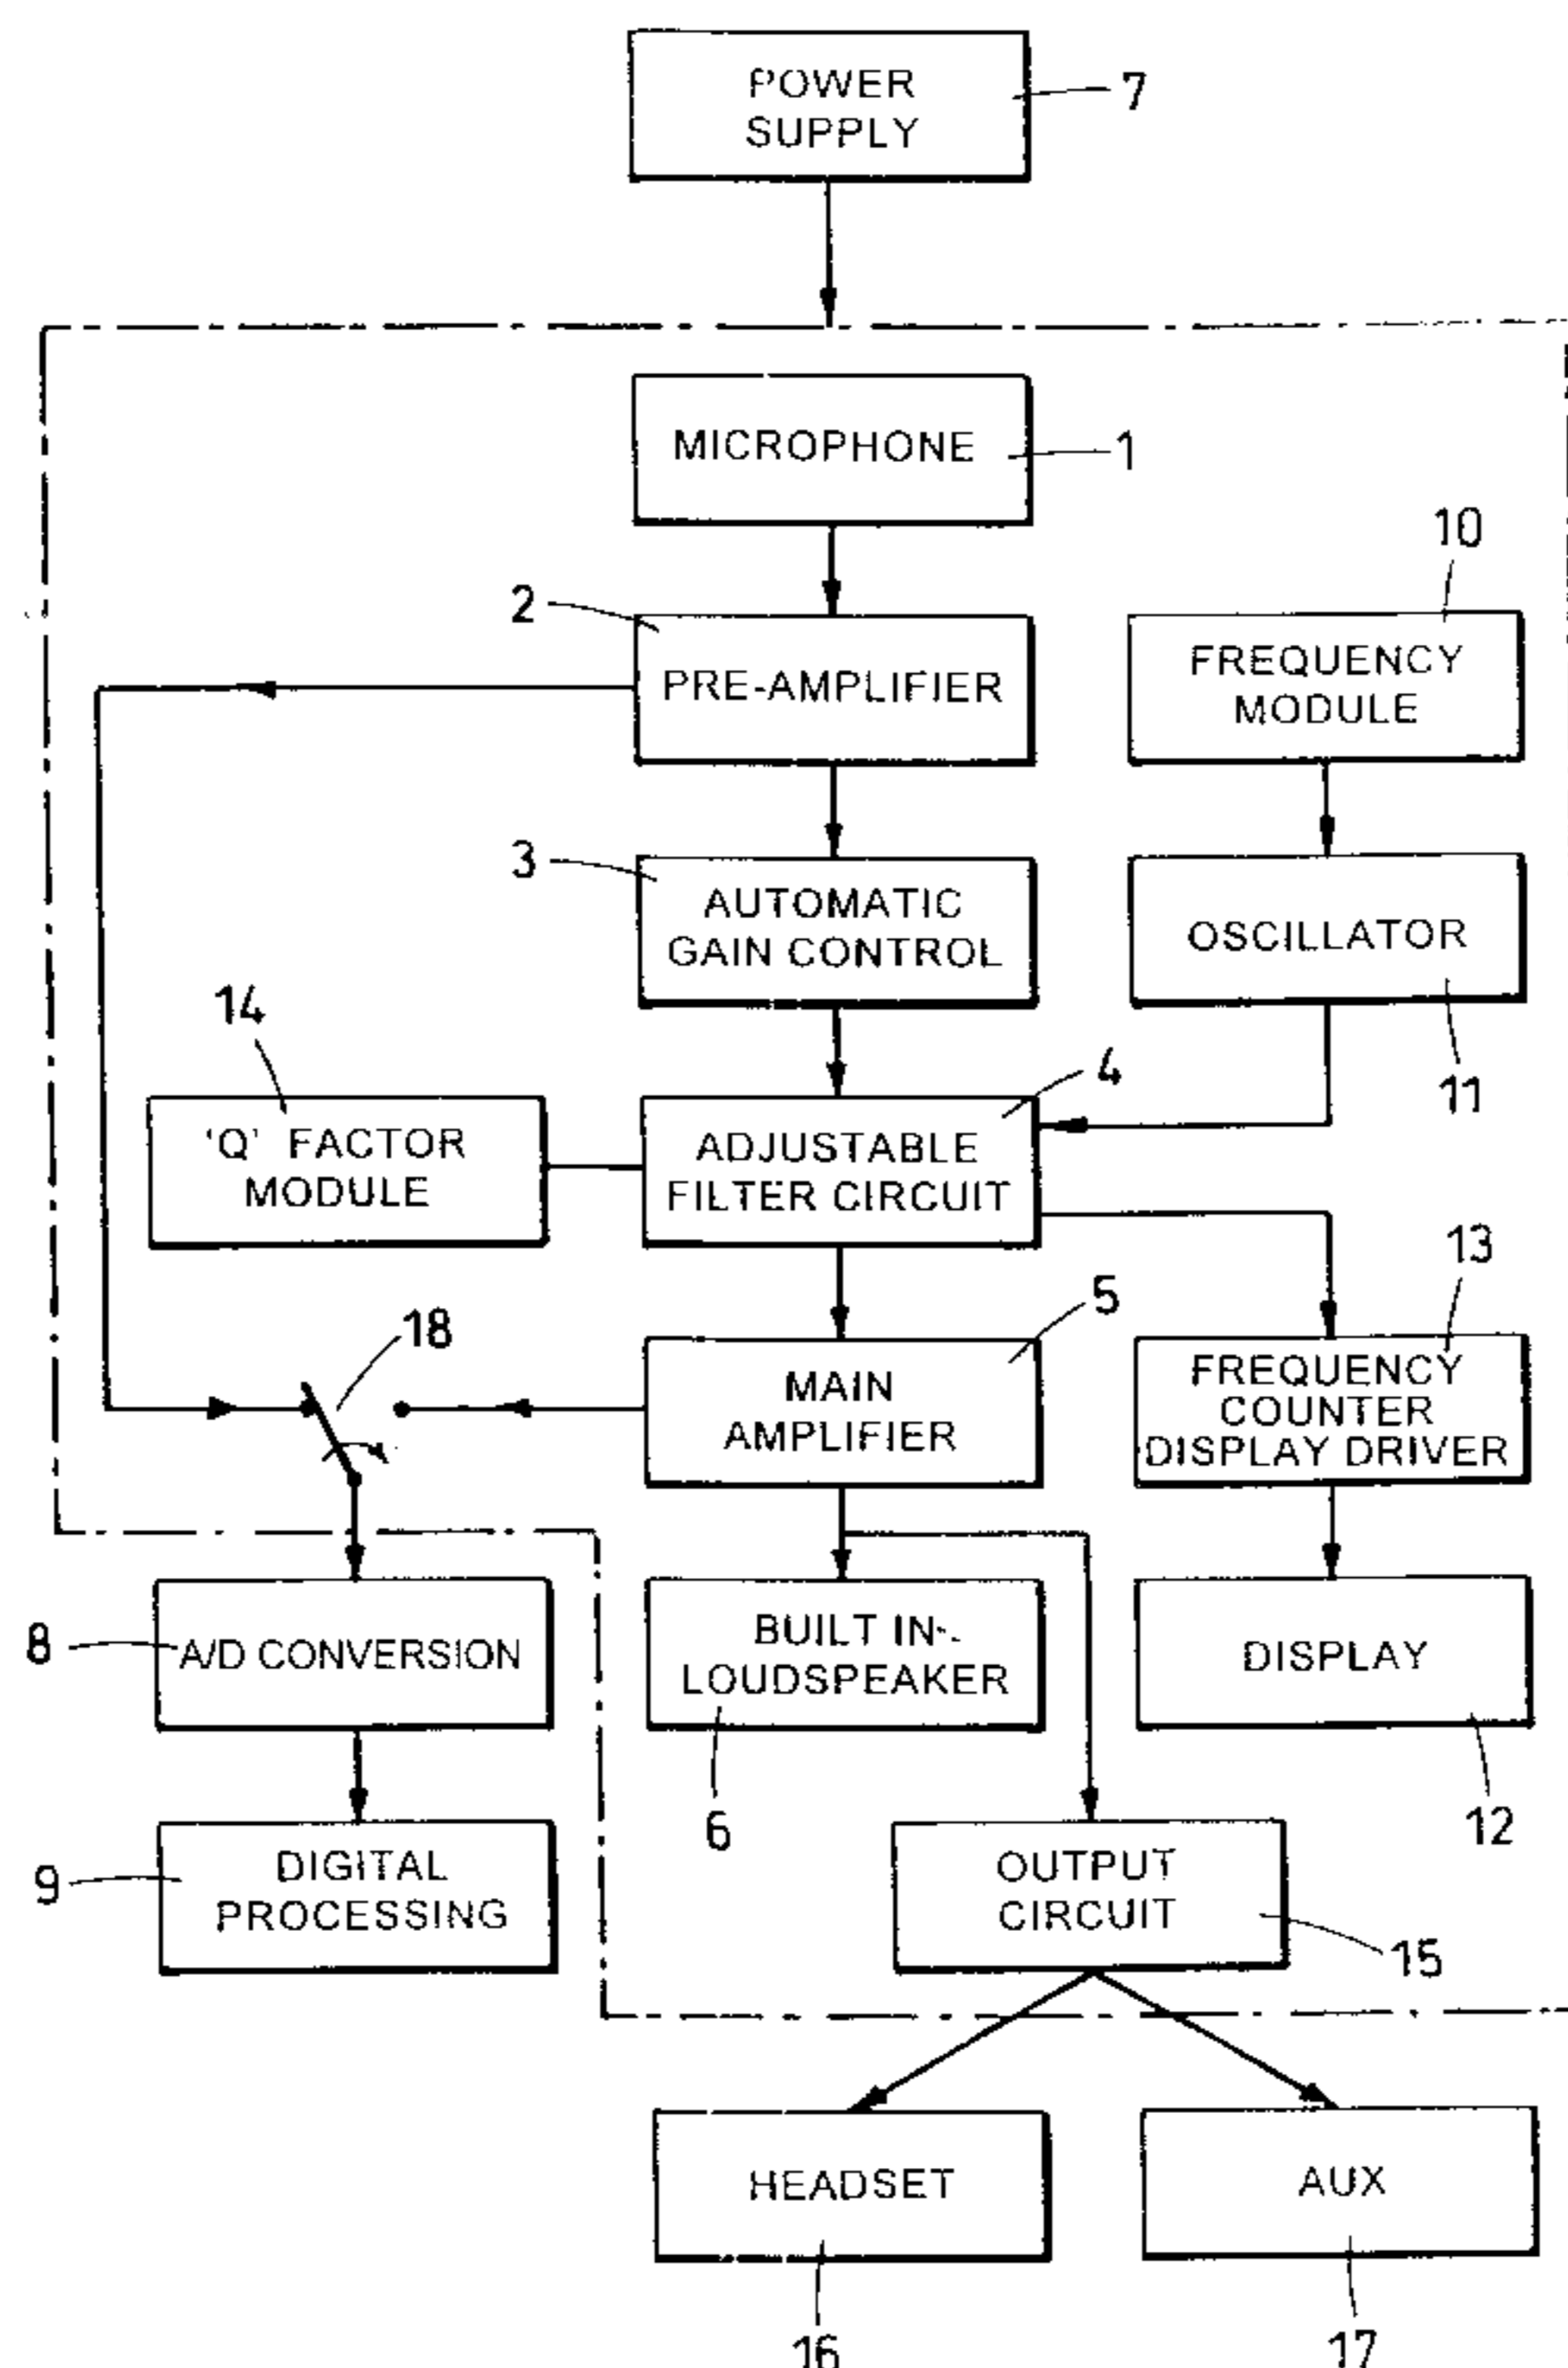 POWER
SUPPLY
7
MICROPHONE
1
10
2
PRE-AMPLIFIER
FREQUENCY
MODULE
3
AUTOMATIC
GAIN CONTROL
OSCILLATOR
14
4
11
'Q' FACTOR
MODULE
ADJUSTABLE
FILTER CIRCUIT
13
5
18
MAIN
AMPLIFIER
FREQUENCY
COUNTER
DISPLAY DRIVER
8
A/D CONVERSION
BUILT IN-
LOUDSPEAKER
DISPLAY
6
12
9
DIGITAL
PROCESSING
OUTPUT
CIRCUIT
15
HEADSET
AUX
16
17